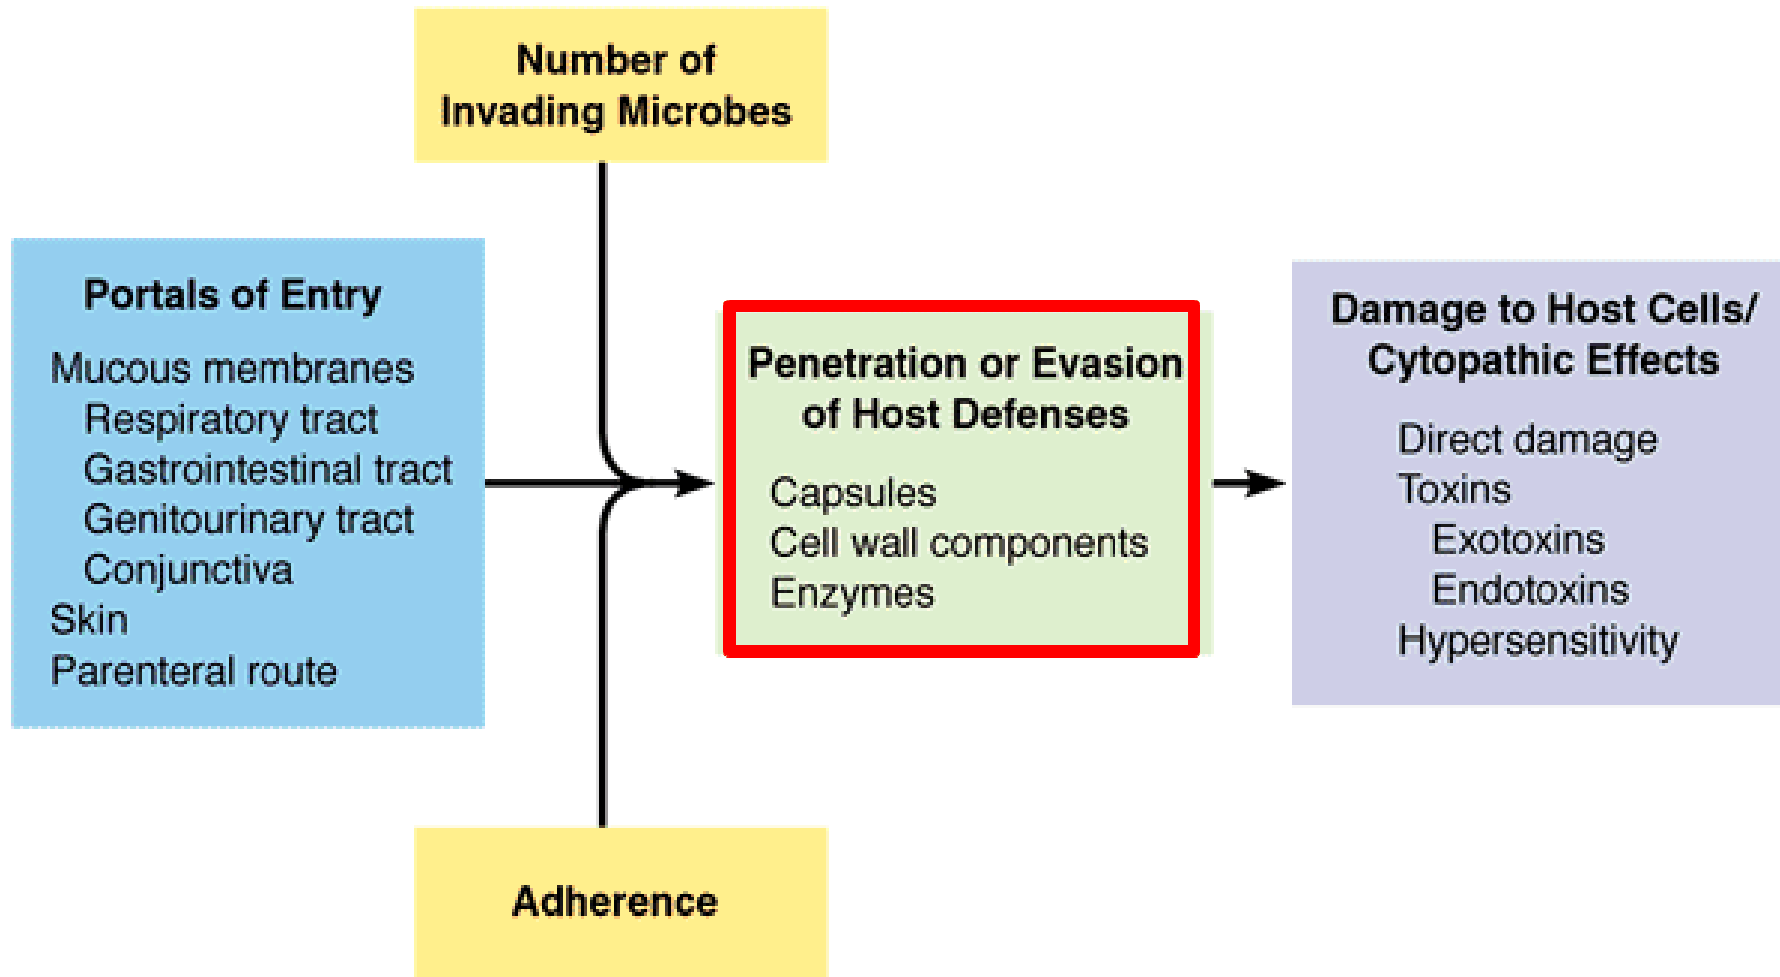 Number of
Invading Microbes
Portals of Entry
Mucous membranes
Respiratory tract
Gastrointestinal tract
Genitourinary tract
Conjunctiva
Skin
Parenteral route
Penetration or Evasion
of Host Defenses
Capsules
Cell wall components
Enzymes
Damage to Host Cells/
Cytopathic Effects
Direct damage
Toxins
Exotoxins
Endotoxins
Hypersensitivity
Adherence